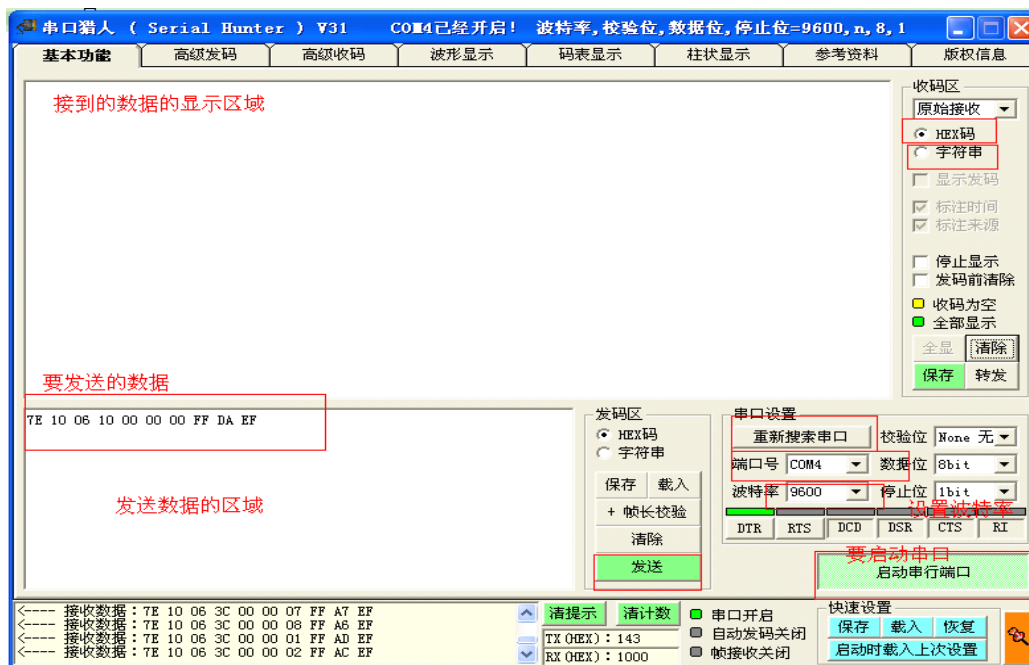 串口猎人 ( Serial Hunter ) V31 COM4已经开启! 波特率,校验位,数据位,停止位=9600,n,8,1
基本功能 高级发码 高级收码 波形显示 码表显示 柱状显示 参考资料 版权信息
接到的数据的显示区域
收码区
原始接收
HEX码
字符串
显示发码
标注时间
标注来源
停止显示
发码前清除
收码为空
全部显示
全显 清除
保存 转发
要发送的数据
7E 10 06 10 00 00 00 FF DA EF
发送数据的区域
发码区
HEX码
字符串
保存 载入
+ 帧长校验
清除
发送
串口设置
重新搜索串口 校验位 None 无
端口号 COM4 数据位 8bit
波特率 9600 停止位 1bit
设置波特率
DTR RTS DCD DSR CTS RI
要启动串口
启动串行端口
<---- 接收数据:7E 10 06 3C 00 00 07 FF A7 EF
<---- 接收数据:7E 10 06 3C 00 00 08 FF A6 EF
<---- 接收数据:7E 10 06 3C 00 00 01 FF AD EF
<---- 接收数据:7E 10 06 3C 00 00 02 FF AC EF
清提示 清计数
TX(HEX):143
RX(HEX):1000
串口开启
自动发码关闭
帧接收关闭
快速设置
保存 载入 恢复
启动时载入上次设置